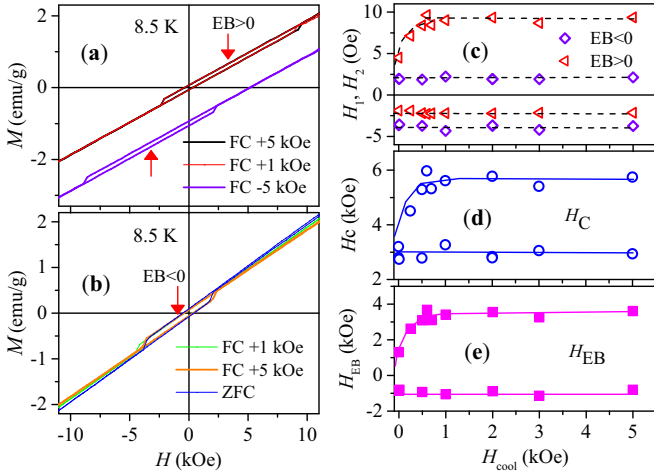 8.5 K
EB>0
(a)
M (emu/g)
2
0
-2
FC +5 kOe
FC +1 kOe
FC -5 kOe
8.5 K
EB<0
(b)
M (emu/g)
2
1
0
-1
-2
FC +1 kOe
FC +5 kOe
ZFC
-10 -5 0 5 10
H (kOe)
H1, H2 (Oe)
10
5
0
-5
(c)
EB<0
EB>0
Hc (kOe)
6
4
2
(d)
HC
HEB (kOe)
6
4
2
0
-2
(e)
HEB
0 1 2 3 4 5
Hcool (kOe)